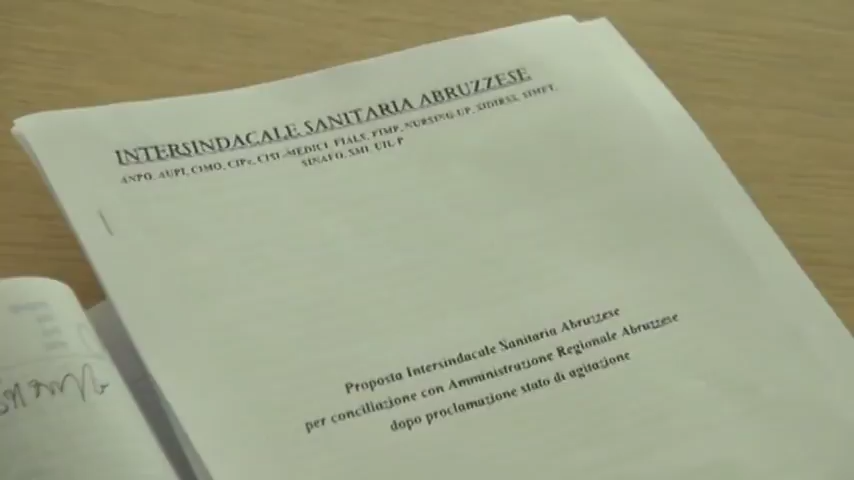 INTERSINDACALE SANITARIA ABRUZZESE
ANPO, AUPI, CIMO, CIPe, CISL-MEDICI, FIALS, FIMP, NURSING UP, SIDIRSS, SIMET,
SINAFO, SMI, UIL-P
Proposta Intersindacale Sanitaria Abruzzese
per conciliazione con Amministrazione Regionale Abruzzese
dopo proclamazione stato di agitazione